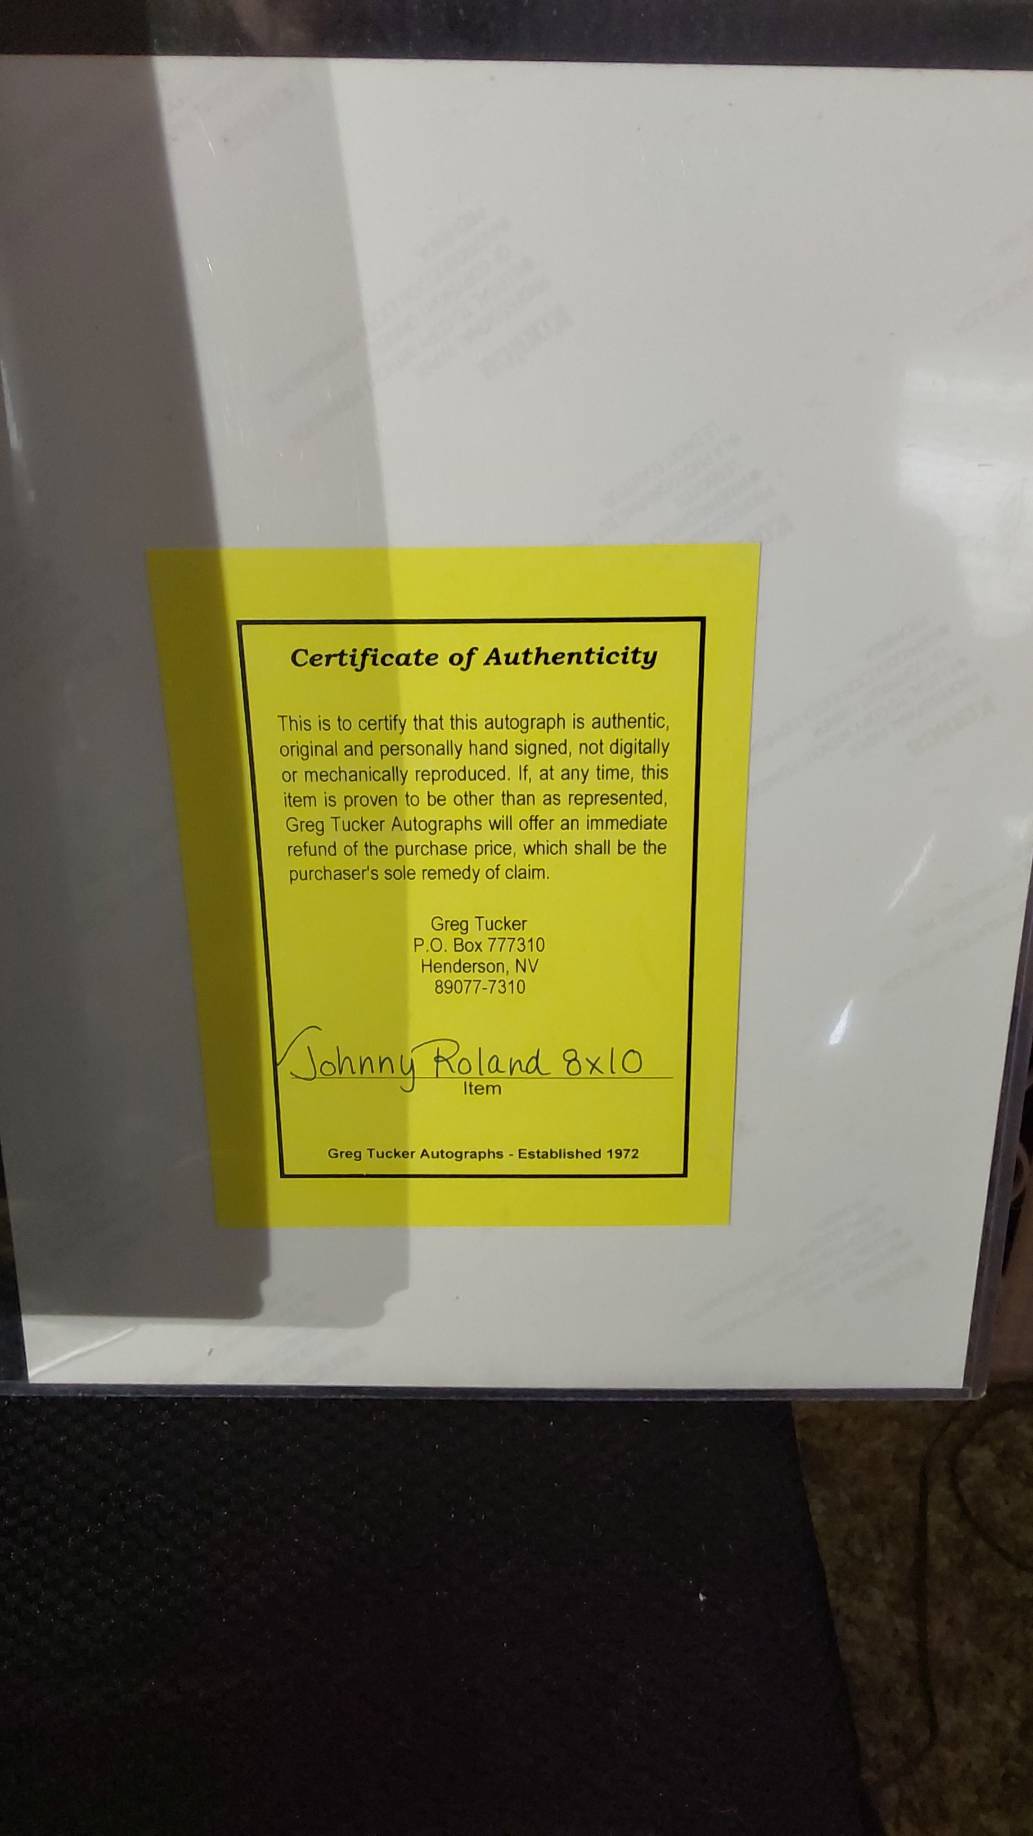 Certificate of Authenticity
This is to certify that this autograph is authentic,
original and personally hand signed, not digitally
or mechanically reproduced. If, at any time, this
item is proven to be other than as represented,
Greg Tucker Autographs will offer an immediate
refund of the purchase price, which shall be the
purchaser's sole remedy of claim.
Greg Tucker
P.O. Box 777310
Henderson, NV
89077-7310
Johnny Roland 8x10
Item
Greg Tucker Autographs - Established 1972